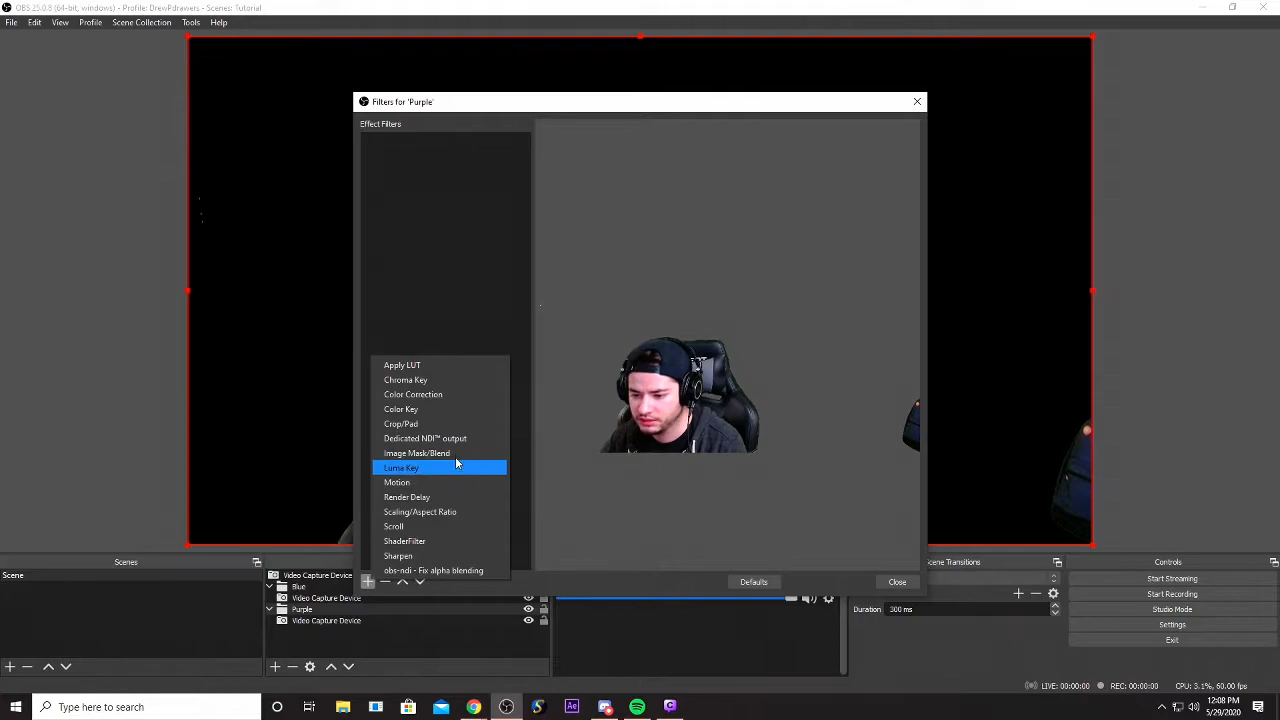 OBS 25.0.8 (64-bit, windows) - Profile: DrewPdrawers - Scenes: Tutorial
File Edit View Profile Scene Collection Tools Help
Filters for 'Purple'
Effect Filters
Apply LUT
Chroma Key
Color Correction
Color Key
Crop/Pad
Dedicated NDI™ output
Image Mask/Blend
Luma Key
Motion
Render Delay
Scaling/Aspect Ratio
Scroll
ShaderFilter
Sharpen
obs-ndi - Fix alpha blending
Defaults
Close
Scenes
Scene
Video Capture Device
Blue
Video Capture Device
Purple
Video Capture Device
Scene Transitions
Duration 300 ms
Controls
Start Streaming
Start Recording
Studio Mode
Settings
Exit
LIVE: 00:00:00 REC: 00:00:00 CPU: 3.1%, 60.00 fps
Type here to search
12:08 PM
5/29/2020